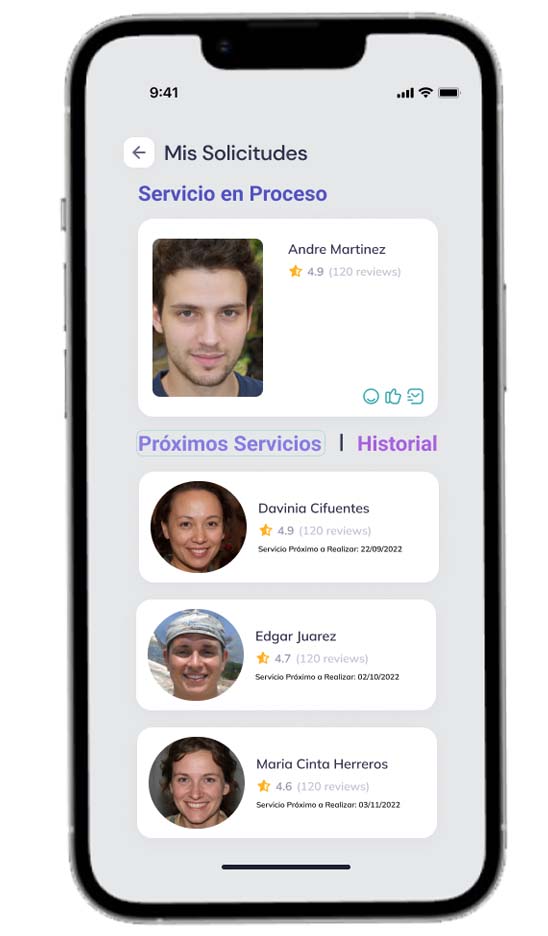 9:41
Mis Solicitudes
Servicio en Proceso
Andre Martinez
4.9 (120 reviews)
Próximos Servicios | Historial
Davinia Cifuentes
4.9 (120 reviews)
Servicio Próximo a Realizar: 22/09/2022
Edgar Juarez
4.7 (120 reviews)
Servicio Próximo a Realizar: 02/10/2022
Maria Cinta Herreros
4.6 (120 reviews)
Servicio Próximo a Realizar: 03/11/2022